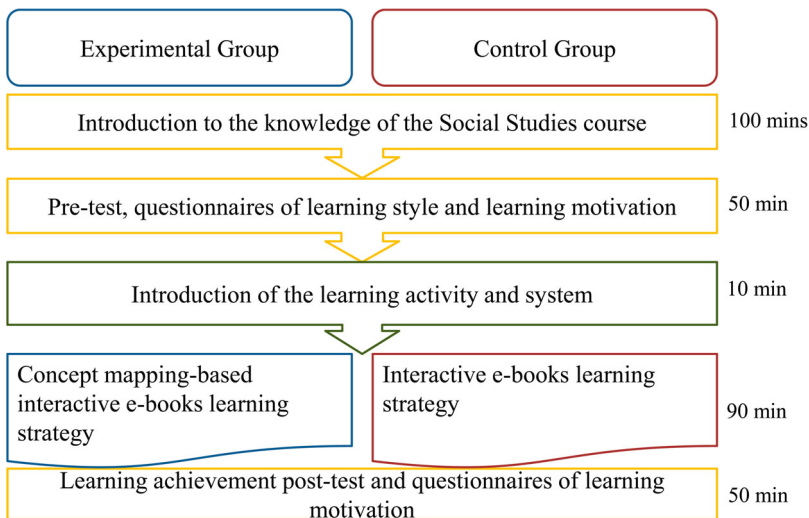 Experimental Group
Control Group
Introduction to the knowledge of the Social Studies course
100 mins
Pre-test, questionnaires of learning style and learning motivation
50 min
Introduction of the learning activity and system
10 min
Concept mapping-based
interactive e-books learning
strategy
Interactive e-books learning
strategy
90 min
Learning achievement post-test and questionnaires of learning
motivation
50 min